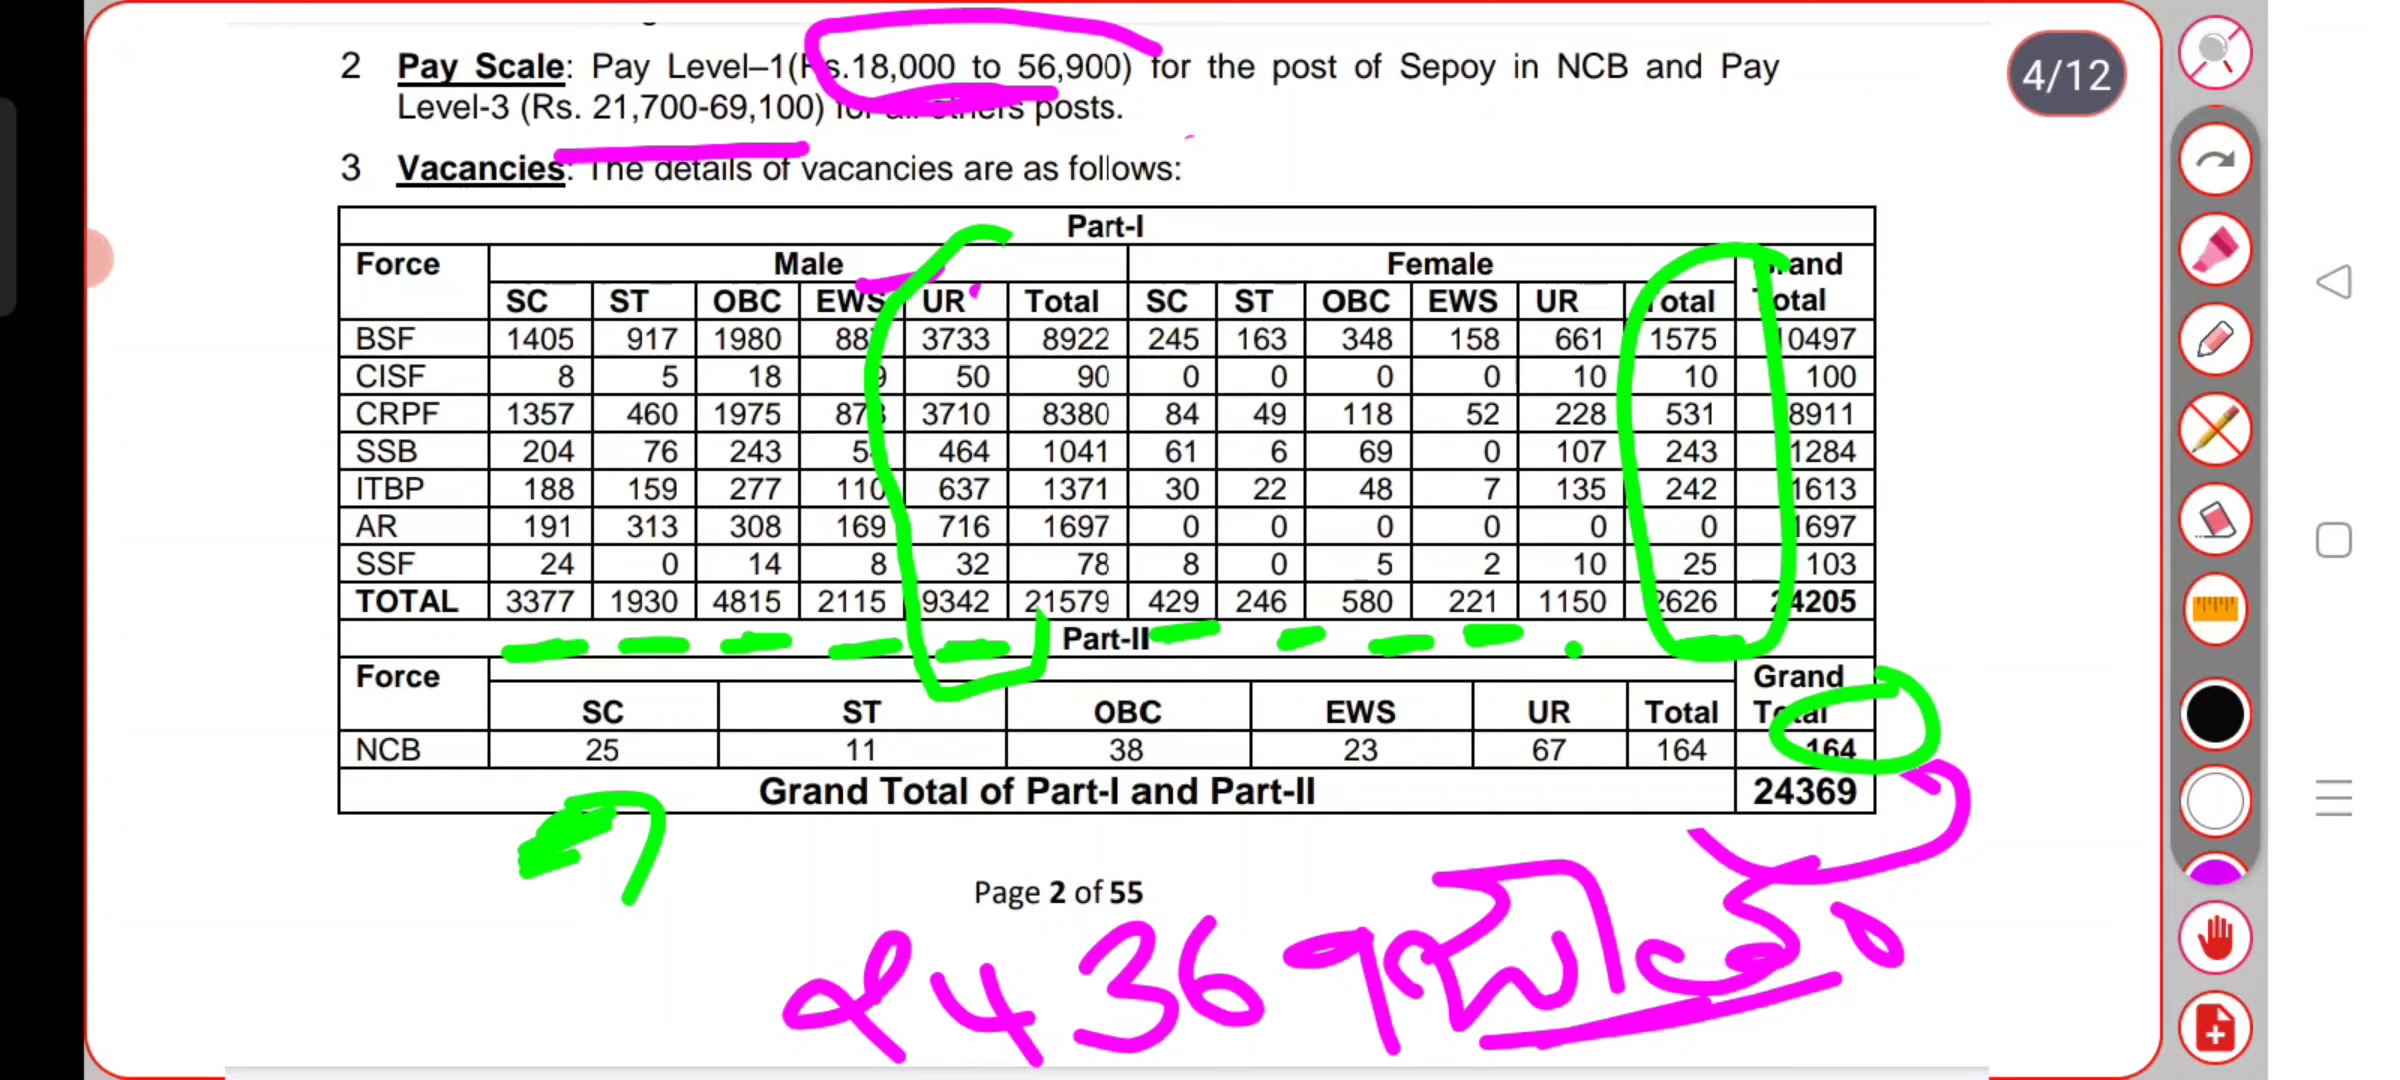 2 Pay Scale: Pay Level–1(Rs.18,000 to 56,900) for the post of Sepoy in NCB and Pay
Level-3 (Rs. 21,700-69,100) for all others posts.
4/12
3 Vacancies: The details of vacancies are as follows:
Part-I
Force Male Female Grand Total
SC ST OBC EWS UR Total SC ST OBC EWS UR Total
BSF 1405 917 1980 3733 8922 245 163 348 158 661 1575 10497
CISF 8 5 18 9 50 90 0 0 0 0 10 10 100
CRPF 1357 460 1975 878 3710 8380 84 49 118 52 228 531 8911
SSB 204 76 243 464 1041 61 6 69 0 107 243 1284
ITBP 188 159 277 110 637 1371 30 22 48 7 135 242 1613
AR 191 313 308 169 716 1697 0 0 0 0 0 0 1697
SSF 24 0 14 8 32 78 8 0 5 2 10 25 103
TOTAL 3377 1930 4815 2115 9342 21579 429 246 580 221 1150 2626 24205
Part-II
Force Grand Total
SC ST OBC EWS UR Total
NCB 25 11 38 23 67 164 164
Grand Total of Part-I and Part-II 24369
Page 2 of 55